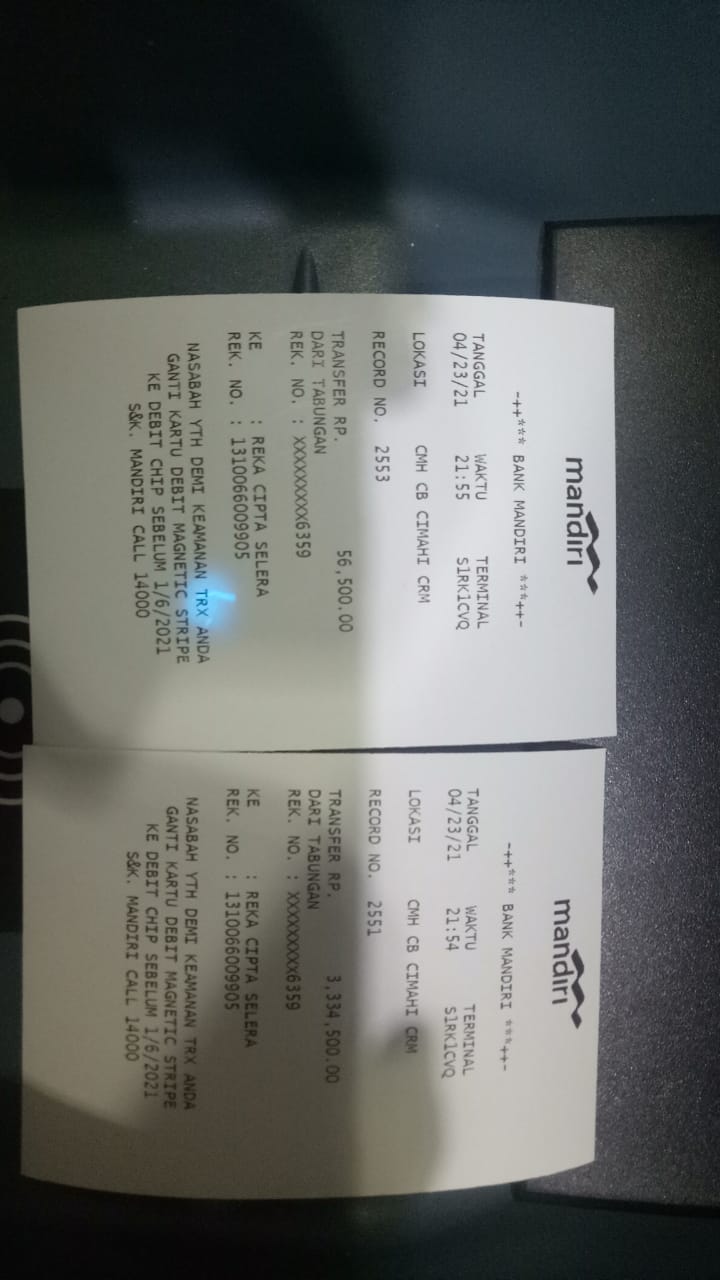 mandiri
-++*** BANK MANDIRI ***++-
TANGGAL WAKTU TERMINAL
04/23/21 21:55 S1RK1CVQ
LOKASI CMH CB CIMAHI CRM
RECORD NO. 2553
TRANSFER RP. 56,500.00
DARI TABUNGAN
REK. NO. : XXXXXXXXX6359
KE : REKA CIPTA SELERA
REK. NO. : 1310066009905
NASABAH YTH DEMI KEAMANAN TRX ANDA
GANTI KARTU DEBIT MAGNETIC STRIPE
KE DEBIT CHIP SEBELUM 1/6/2021
S&K. MANDIRI CALL 14000
mandiri
-++*** BANK MANDIRI ***++-
TANGGAL WAKTU TERMINAL
04/23/21 21:54 S1RK1CVQ
LOKASI CMH CB CIMAHI CRM
RECORD NO. 2551
TRANSFER RP. 3,334,500.00
DARI TABUNGAN
REK. NO. : XXXXXXXXX6359
KE : REKA CIPTA SELERA
REK. NO. : 1310066009905
NASABAH YTH DEMI KEAMANAN TRX ANDA
GANTI KARTU DEBIT MAGNETIC STRIPE
KE DEBIT CHIP SEBELUM 1/6/2021
S&K. MANDIRI CALL 14000